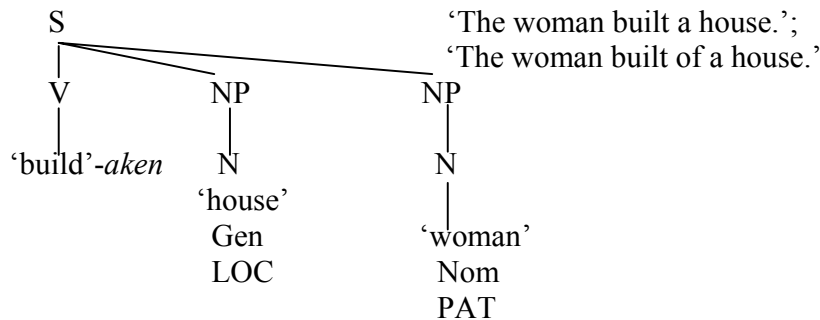 S ‘The woman built a house.’;
‘The woman built of a house.’
V NP NP
‘build’-aken N N
‘house’
Gen ‘woman’
LOC Nom
PAT